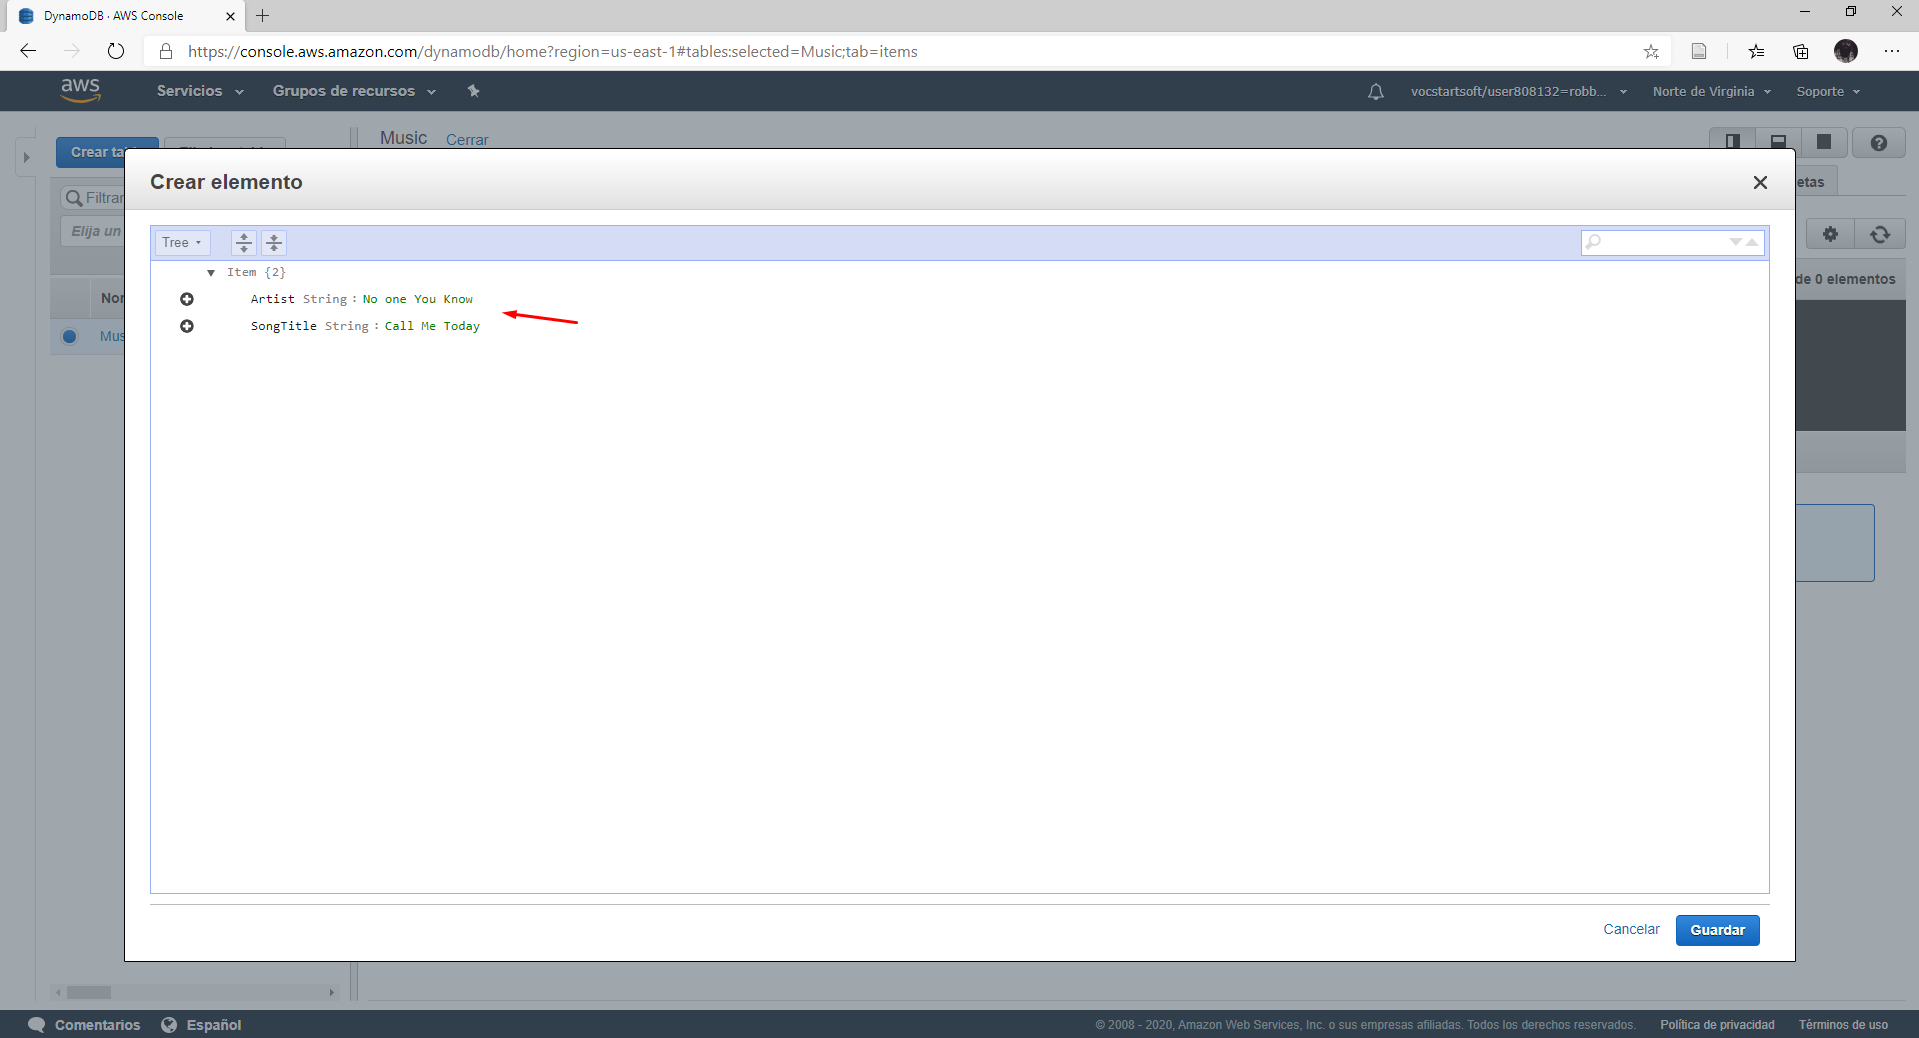 DynamoDB · AWS Console
https://console.aws.amazon.com/dynamodb/home?region=us-east-1#tables:selected=Music;tab=items
aws
Servicios
Grupos de recursos
vocstartsoft/user808132=robb...
Norte de Virginia
Soporte
Music
Cerrar
Crear
Crear elemento
etas
Filtrar
Elija un
Tree
Item {2}
de 0 elementos
Artist String : No one You Know
SongTitle String : Call Me Today
Cancelar
Guardar
Comentarios
Español
© 2008 - 2020, Amazon Web Services, Inc. o sus empresas afiliadas. Todos los derechos reservados.
Política de privacidad
Términos de uso